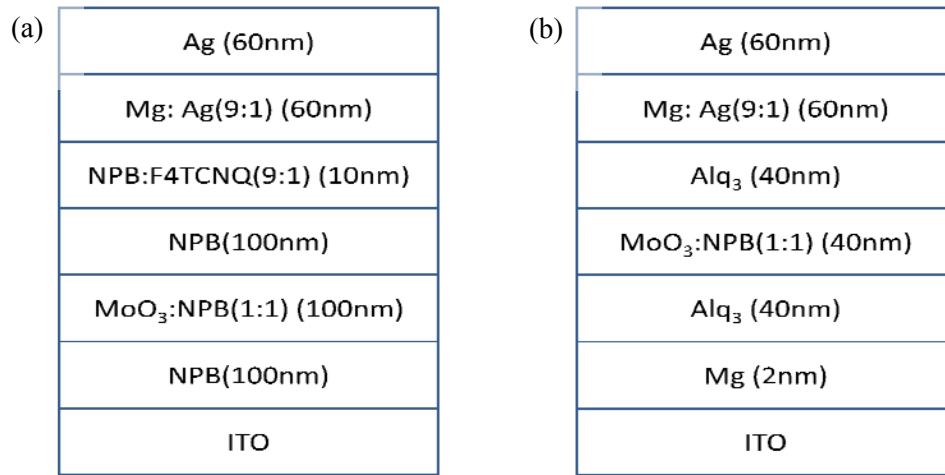 (a)
Ag (60nm)
Mg: Ag(9:1) (60nm)
NPB:F4TCNQ(9:1) (10nm)
NPB(100nm)
MoO₃:NPB(1:1) (100nm)
NPB(100nm)
ITO
(b)
Ag (60nm)
Mg: Ag(9:1) (60nm)
Alq₃ (40nm)
MoO₃:NPB(1:1) (40nm)
Alq₃ (40nm)
Mg (2nm)
ITO